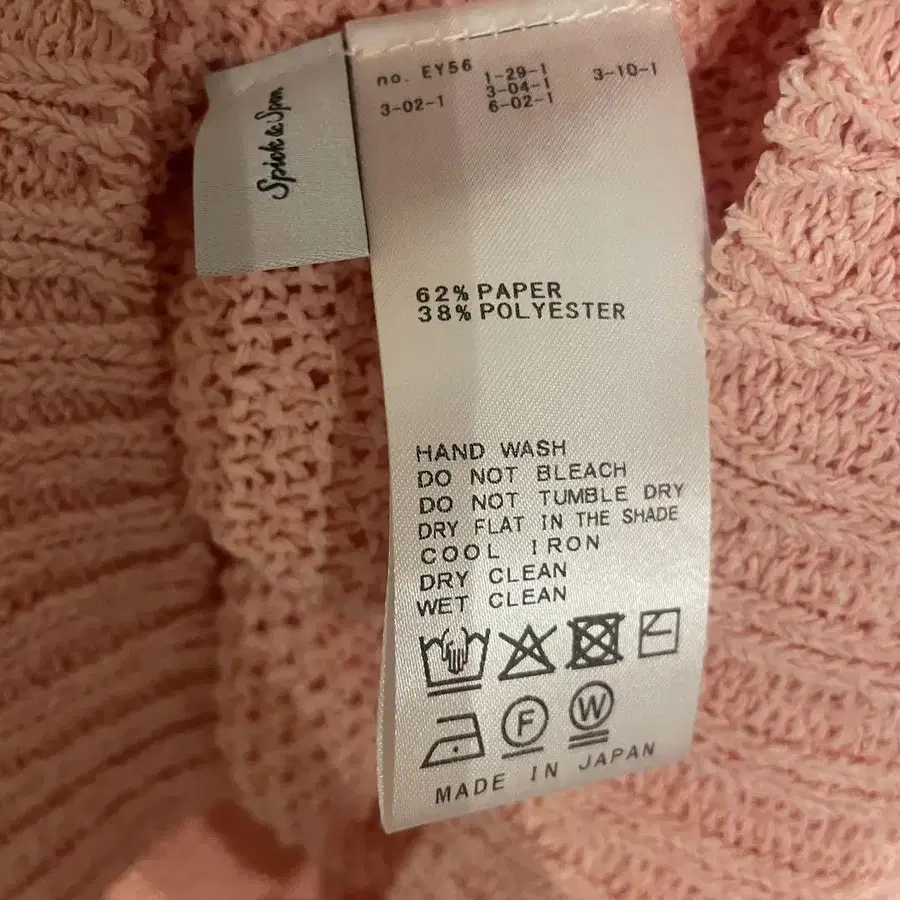 Spick & Span
no. EY56
1-29-1
3-10-1
3-02-1
3-04-1
6-02-1
62% PAPER
38% POLYESTER
HAND WASH
DO NOT BLEACH
DO NOT TUMBLE DRY
DRY FLAT IN THE SHADE
COOL IRON
DRY CLEAN
WET CLEAN
F
W
MADE IN JAPAN